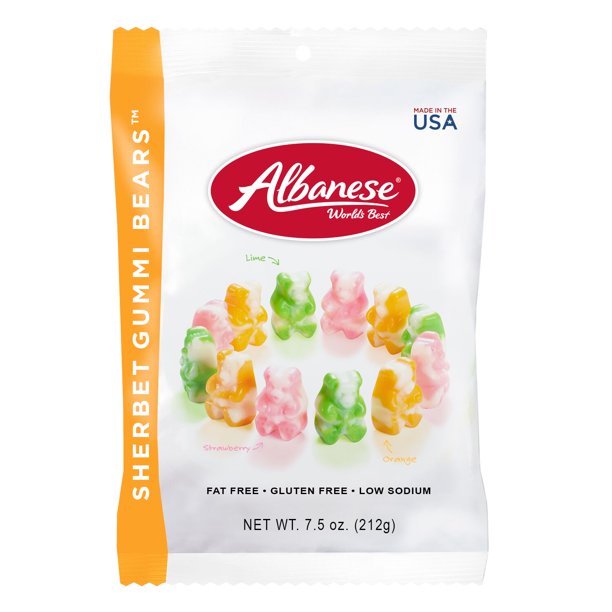 MADE IN THE
USA
Albanese®
World's Best
SHERBET GUMMI BEARS™
Lime
Strawberry
Orange
FAT FREE • GLUTEN FREE • LOW SODIUM
NET WT. 7.5 oz. (212g)